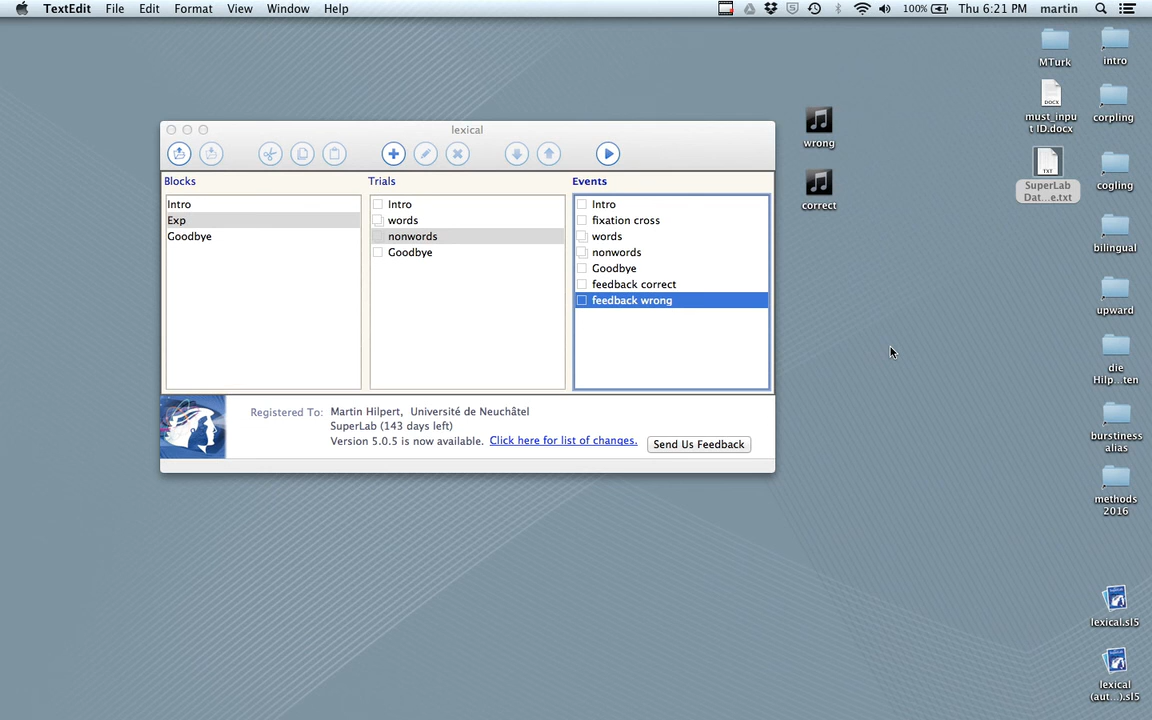 TextEdit File Edit Format View Window Help 100% Thu 6:21 PM martin
lexical
Blocks
Intro
Exp
Goodbye
Trials
Intro
words
nonwords
Goodbye
Events
Intro
fixation cross
words
nonwords
Goodbye
feedback correct
feedback wrong
Registered To: Martin Hilpert, Université de Neuchâtel
SuperLab (143 days left)
Version 5.0.5 is now available. Click here for list of changes.
Send Us Feedback
wrong
correct
MTurk
must_inpu
t ID.docx
TXT
SuperLab
Dat...e.txt
intro
corpling
cogling
bilingual
upward
die
Hilp...ten
burstiness
alias
methods
2016
lexical.sl5
lexical
(aut...).sl5
DOCX